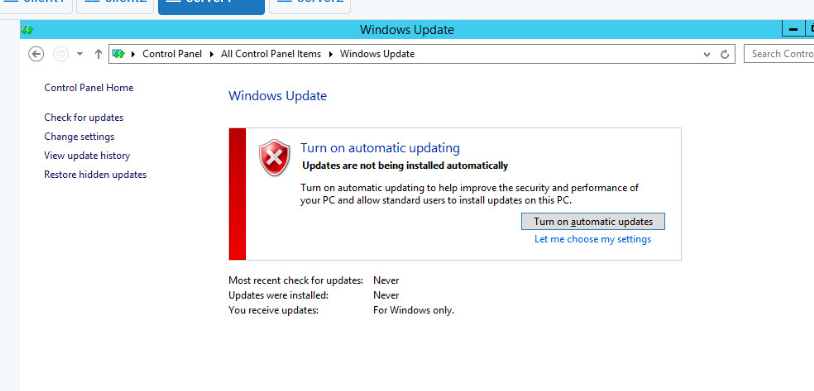 client1 client2 server1 server2
Windows Update
Control Panel All Control Panel Items Windows Update
Search Contro
Control Panel Home
Check for updates
Change settings
View update history
Restore hidden updates
Windows Update
Turn on automatic updating
Updates are not being installed automatically
Turn on automatic updating to help improve the security and performance of
your PC and allow standard users to install updates on this PC.
Turn on automatic updates
Let me choose my settings
Most recent check for updates: Never
Updates were installed: Never
You receive updates: For Windows only.